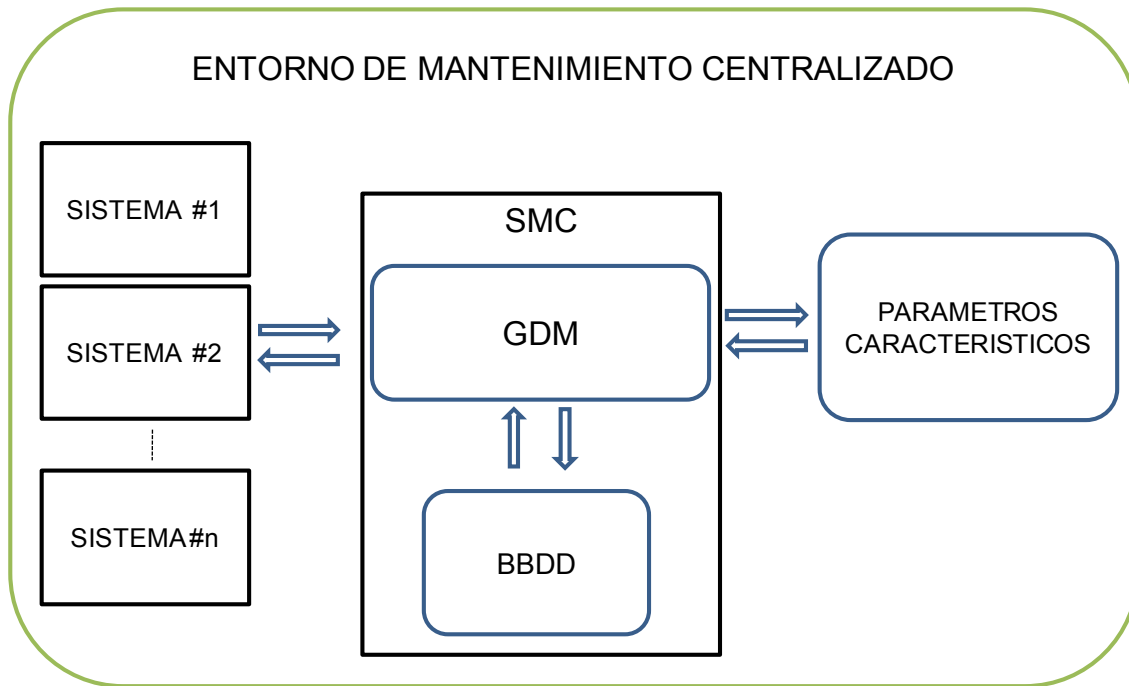 ENTORNO DE MANTENIMIENTO CENTRALIZADO
SISTEMA #1
SISTEMA #2
SISTEMA#n
SMC
GDM
BBDD
PARAMETROS
CARACTERISTICOS